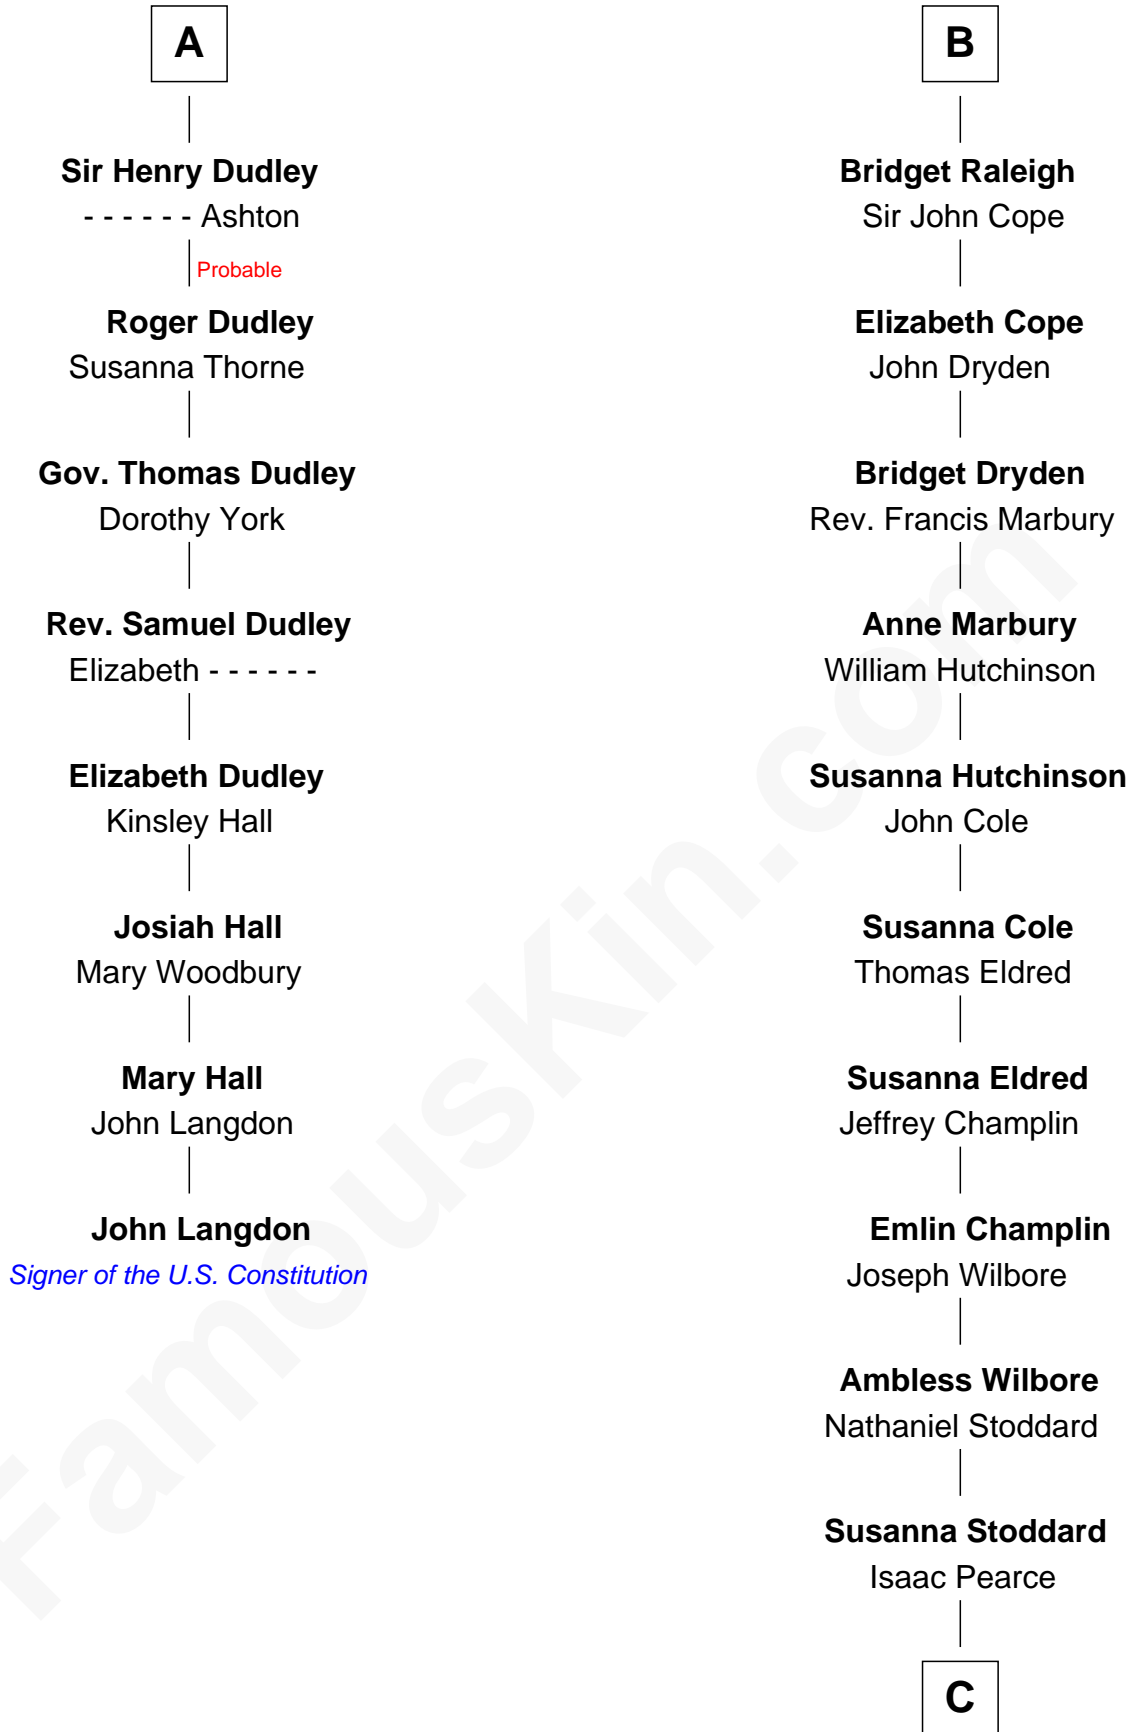 A
Sir Henry Dudley
- - - - - - Ashton
Probable
Roger Dudley
Susanna Thorne
Gov. Thomas Dudley
Dorothy York
Rev. Samuel Dudley
Elizabeth - - - - - -
Elizabeth Dudley
Kinsley Hall
Josiah Hall
Mary Woodbury
Mary Hall
John Langdon
John Langdon
Signer of the U.S. Constitution
B
Bridget Raleigh
Sir John Cope
Elizabeth Cope
John Dryden
Bridget Dryden
Rev. Francis Marbury
Anne Marbury
William Hutchinson
Susanna Hutchinson
John Cole
Susanna Cole
Thomas Eldred
Susanna Eldred
Jeffrey Champlin
Emlin Champlin
Joseph Wilbore
Ambless Wilbore
Nathaniel Stoddard
Susanna Stoddard
Isaac Pearce
C
FamousKin.com